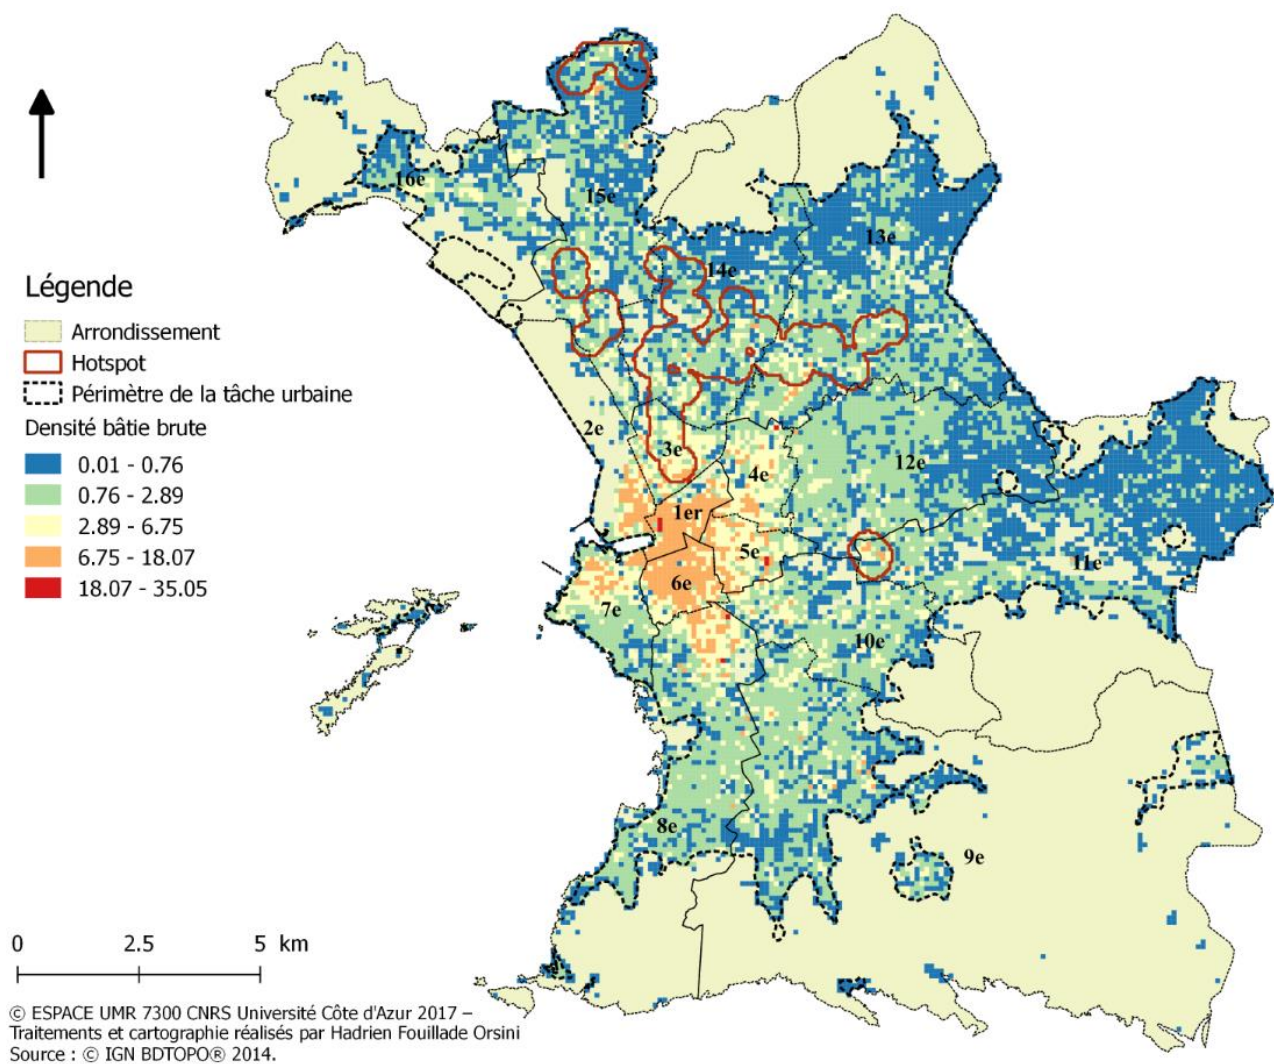 16e
15e
13e
14e
Légende
Arrondissement
Hotspot
Périmètre de la tâche urbaine
Densité bâtie brute
0.01 - 0.76
0.76 - 2.89
2.89 - 6.75
6.75 - 18.07
18.07 - 35.05
2e
3e
4e
12e
1er
5e
11e
6e
7e
10e
8e
9e
0 2.5 5 km
© ESPACE UMR 7300 CNRS Université Côte d'Azur 2017 –
Traitements et cartographie réalisés par Hadrien Fouillade Orsini
Source : © IGN BDTOPO® 2014.